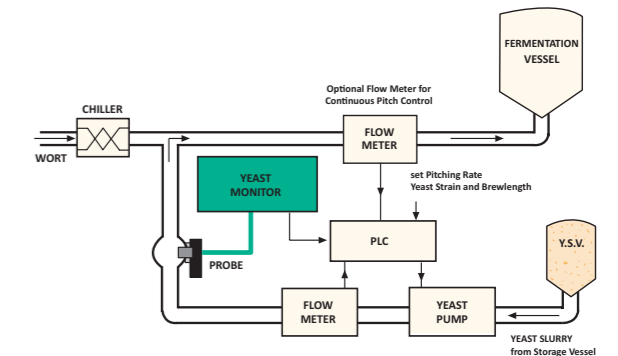 FERMENTATION
VESSEL
Optional Flow Meter for
Continuous Pitch Control
CHILLER
FLOW
METER
WORT
YEAST
MONITOR
set Pitching Rate
Yeast Strain and Brewlength
PLC
Y.S.V.
PROBE
FLOW
METER
YEAST
PUMP
YEAST SLURRY
from Storage Vessel